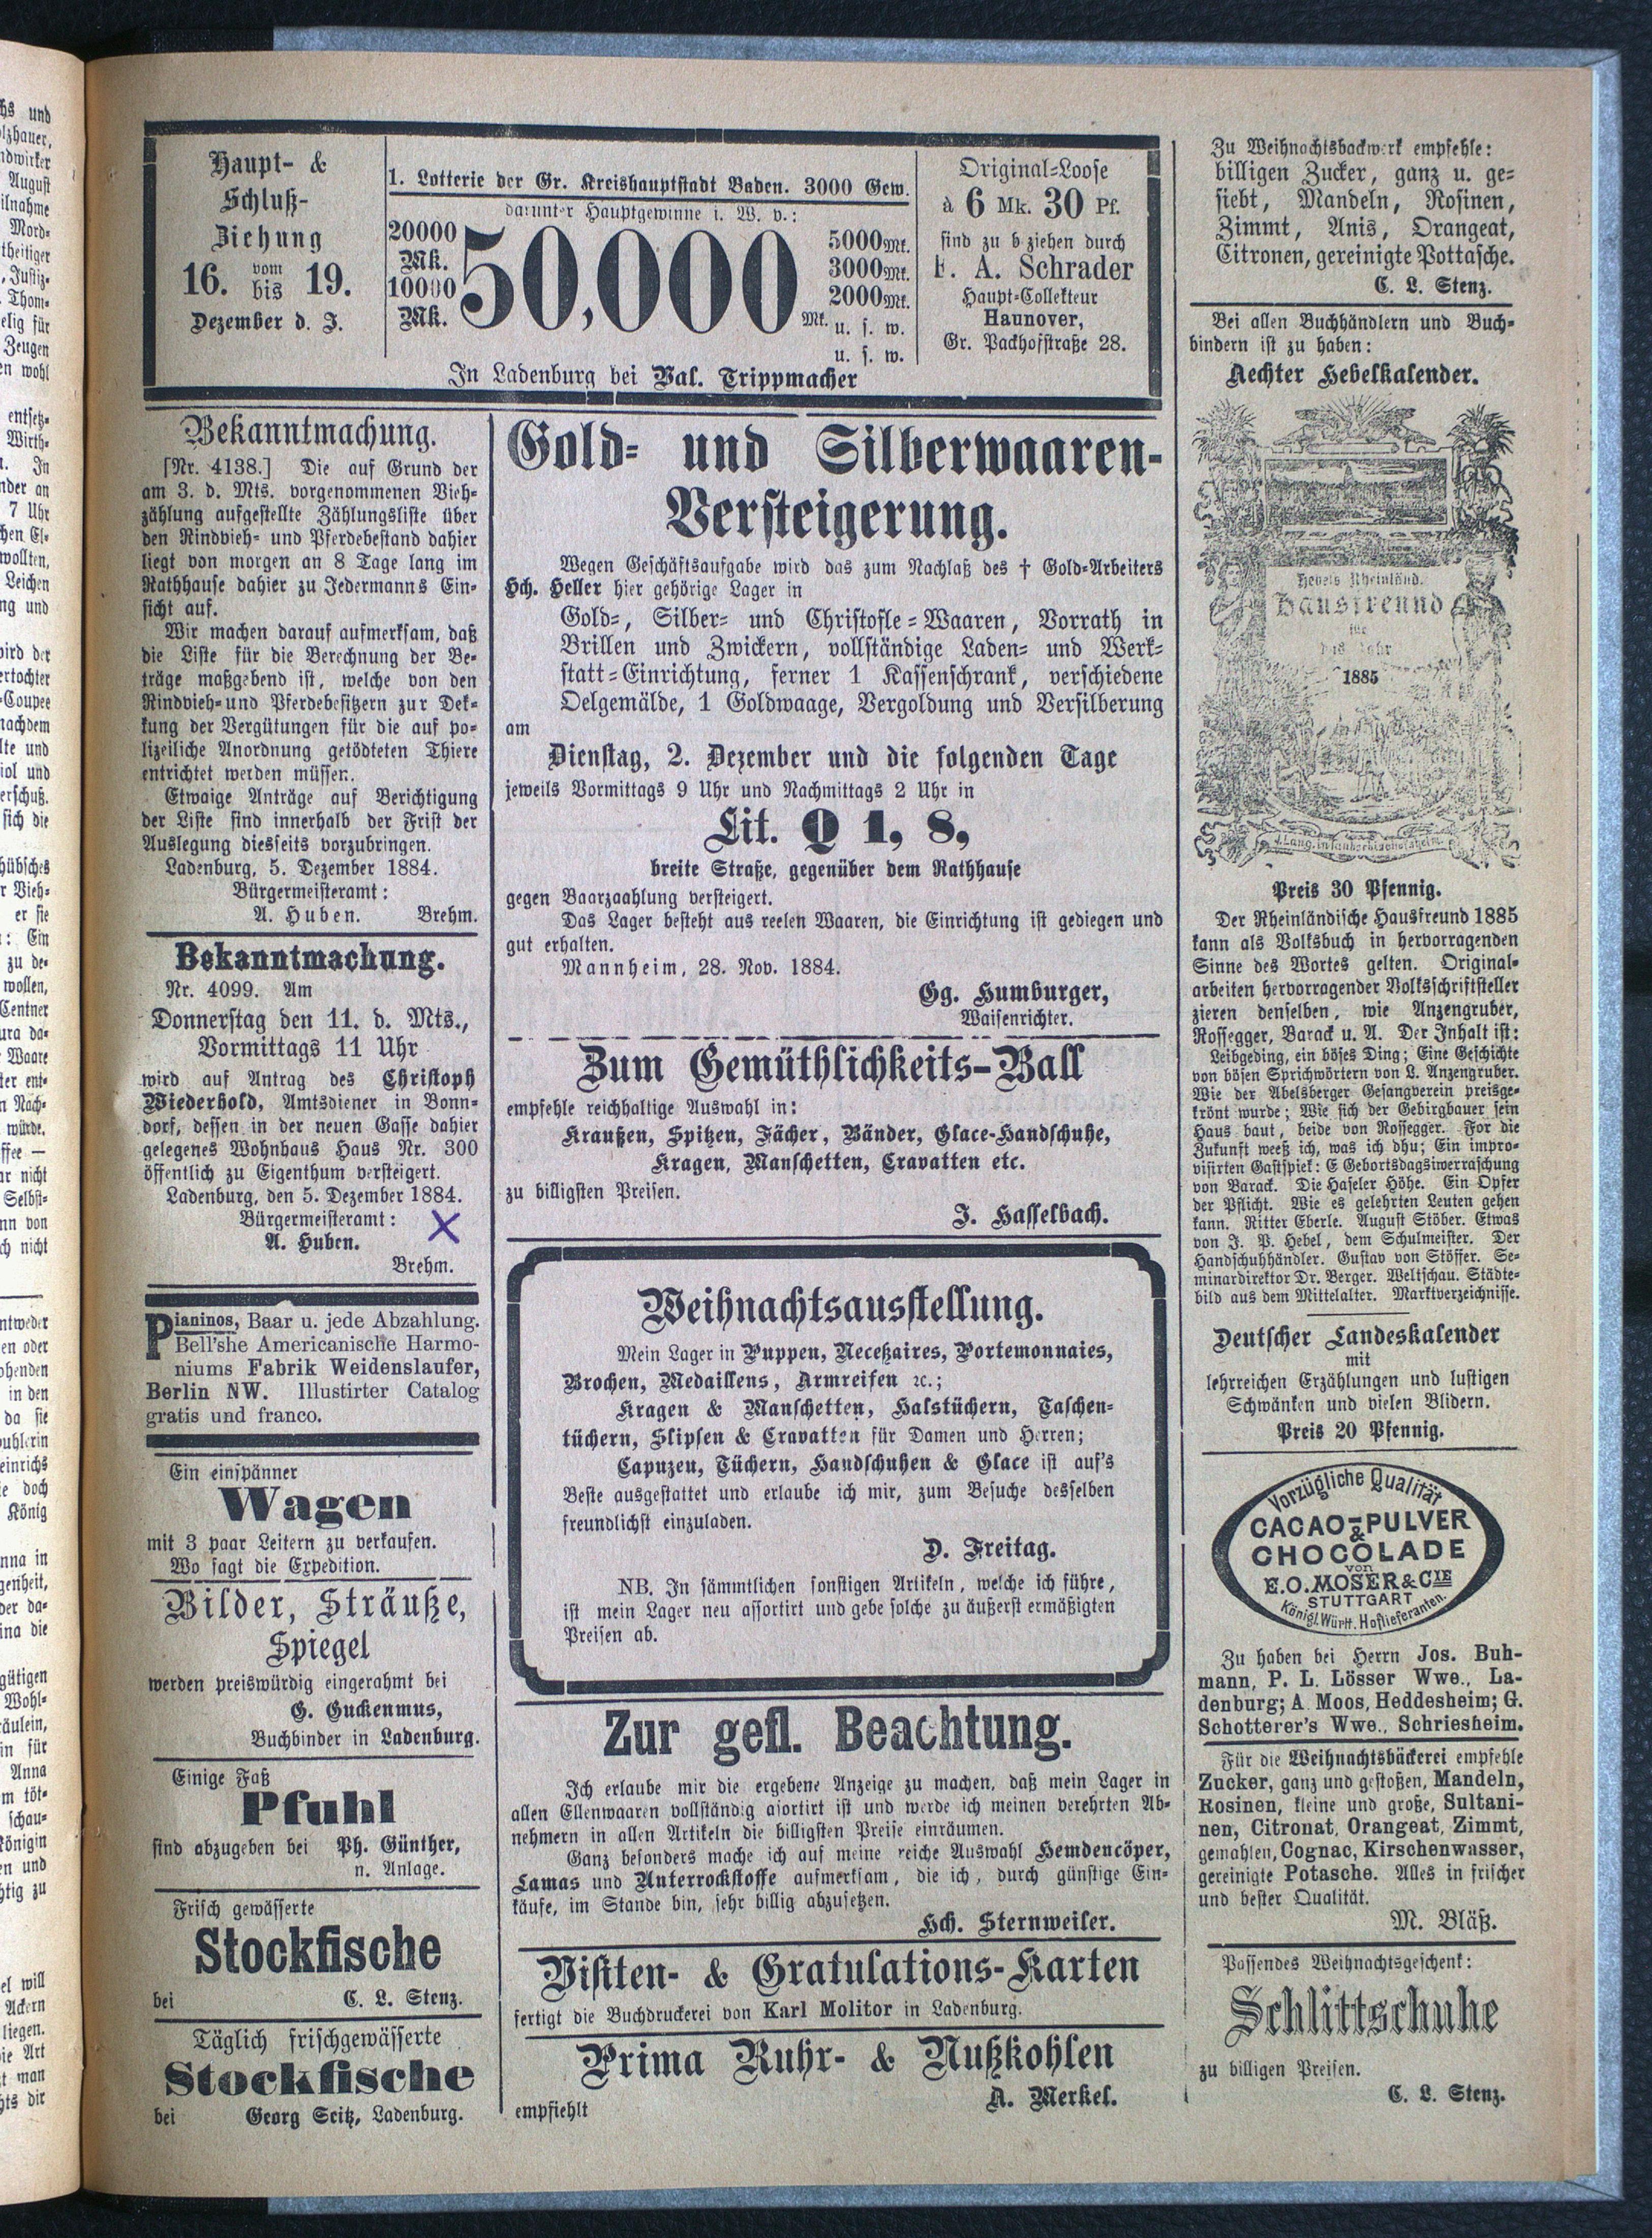 Haupt- &
Schluß-
Ziehung
16. vom bis 19.
Dezember d. J.
1. Lotterie der Gr. Kreishauptstadt Baden. 3000 Gew.
darunter Hauptgewinne i. W. v.:
20000
Mk.
10000
Mk.
50,000
Mk.
5000 Mk.
3000 Mk.
2000 Mk.
u. s. w.
u. s. w.
Original-Loose
à 6 Mk. 30 Pf.
sind zu b ziehen durch
F. A. Schrader
Haupt-Collekteur
Haunover,
Gr. Packhofstraße 28.
In Ladenburg bei Val. Trippmacher
Bekanntmachung.
[Nr. 4138.] Die auf Grund der
am 3. d. Mts. vorgenommenen Vieh-
zählung aufgestellte Zählungsliste über
den Rindvieh- und Pferdebestand dahier
liegt von morgen an 8 Tage lang im
Rathhause dahier zu Jedermanns Ein-
sicht auf.
Wir machen darauf aufmerksam, daß
die Liste für die Berechnung der Be-
träge maßgebend ist, welche von den
Rindvieh- und Pferdebesitzern zur Dek-
kung der Vergütungen für die auf po-
lizeiliche Anordnung getödteten Thiere
entrichtet werden müssen.
Etwaige Anträge auf Berichtigung
der Liste sind innerhalb der Frist der
Auslegung diesseits vorzubringen.
Ladenburg, 5. Dezember 1884.
Bürgermeisteramt:
A. Huben. Brehm.
Bekanntmachung.
Nr. 4099. Am
Donnerstag den 11. d. Mts.,
Vormittags 11 Uhr
wird auf Antrag des Christoph
Wiederhold, Amtsdiener in Bonn-
dorf, dessen in der neuen Gasse dahier
gelegenes Wohnhaus Haus Nr. 300
öffentlich zu Eigenthum versteigert.
Ladenburg, den 5. Dezember 1884.
Bürgermeisteramt:
A. Huben.
Brehm.
Pianinos, Baar u. jede Abzahlung.
Bell'she Americanische Harmo-
niums Fabrik Weidenslaufer,
Berlin NW. Illustirter Catalog
gratis und franco.
Ein einspänner
Wagen
mit 3 paar Leitern zu verkaufen.
Wo sagt die Expedition.
Bilder, Sträuße,
Spiegel
werden preiswürdig eingerahmt bei
G. Guckenmus,
Buchbinder in Ladenburg.
Einige Faß
Pfuhl
sind abzugeben bei Ph. Günther,
n. Anlage.
Frisch gewässerte
Stockfische
bei C. L. Stenz.
Täglich frischgewässerte
Stockfische
bei Georg Seitz, Ladenburg.
Gold- und Silberwaaren-
Versteigerung.
Wegen Geschäftsaufgabe wird das zum Nachlaß des † Gold-Arbeiters
Hch. Heller hier gehörige Lager in
Gold-, Silber- und Christofle-Waaren, Vorrath in
Brillen und Zwickern, vollständige Laden- und Werk-
statt-Einrichtung, ferner 1 Kassenschrank, verschiedene
Oelgemälde, 1 Goldwaage, Vergoldung und Versilberung
am
Dienstag, 2. Dezember und die folgenden Tage
jeweils Vormittags 9 Uhr und Nachmittags 2 Uhr in
Lit. Q 1, 8,
breite Straße, gegenüber dem Rathhause
gegen Baarzaahlung versteigert.
Das Lager besteht aus reelen Waaren, die Einrichtung ist gediegen und
gut erhalten.
Mannheim, 28. Nov. 1884.
Gg. Humburger,
Waisenrichter.
Zum Gemüthlichkeits-Ball
empfehle reichhaltige Auswahl in:
Kraußen, Spitzen, Fächer, Bänder, Glace-Handschuhe,
Kragen, Manschetten, Cravatten etc.
zu billigsten Preisen.
J. Hasselbach.
Weihnachtsausstellung.
Mein Lager in Puppen, Neceßaires, Portemonnaies,
Brochen, Medaillens, Armreifen ꝛc.;
Kragen & Manschetten, Halstüchern, Taschen-
tüchern, Slipsen & Cravatten für Damen und Herren;
Capuzen, Tüchern, Handschuhen & Glace ist auf's
Beste ausgestattet und erlaube ich mir, zum Besuche desselben
freundlichst einzuladen.
D. Freitag.
NB. In sämmtlichen sonstigen Artikeln, welche ich führe,
ist mein Lager neu assortirt und gebe solche zu äußerst ermäßigten
Preisen ab.
Zur gefl. Beachtung.
Ich erlaube mir die ergebene Anzeige zu machen, daß mein Lager in
allen Ellenwaaren vollständig asortirt ist und werde ich meinen verehrten Ab-
nehmern in allen Artikeln die billigsten Preise einräumen.
Ganz besonders mache ich auf meine reiche Auswahl Hemdencöper,
Lamas und Unterrockstoffe aufmerksam, die ich, durch günstige Ein-
käufe, im Stande bin, sehr billig abzusetzen.
Hch. Sternweiler.
Visiten- & Gratulations-Karten
fertigt die Buchdruckerei von Karl Molitor in Ladenburg.
Prima Ruhr- & Nußkohlen
empfiehlt A. Merkel.
Zu Weihnachtsbackwerk empfehle:
billigen Zucker, ganz u. ge-
siebt, Mandeln, Rosinen,
Zimmt, Anis, Orangeat,
Citronen, gereinigte Pottasche.
C. L. Stenz.
Bei allen Buchhändlern und Buch-
bindern ist zu haben:
Aechter Hebelkalender.
Hebels Rheinländ.
Hausfreund
für
das Jahr
1885
J. Lang, in Tauberbischofsheim.
Preis 30 Pfennig.
Der Rheinländische Hausfreund 1885
kann als Volksbuch in hervorragenden
Sinne des Wortes gelten. Original-
arbeiten hervorragender Volksschriftsteller
zieren denselben, wie Anzengruber,
Rossegger, Barack u. A. Der Inhalt ist:
Leibgeding, ein böses Ding; Eine Geschichte
von bösen Sprichwörtern von L. Anzengruber.
Wie der Abelsberger Gesangverein preisge-
krönt wurde; Wie sich der Gebirgbauer sein
Haus baut, beide von Rossegger. For die
Zukunft weeß ich, was ich dhu; Ein impro-
visirten Gastspiel: E Gebortsdagsiwerraschung
von Barack. Die Haseler Höhe. Ein Opfer
der Pflicht. Wie es gelehrten Leuten gehen
kann. Ritter Eberle. August Stöber. Etwas
von J. P. Hebel, dem Schulmeister. Der
Handschuhhändler. Gustav von Stöffer. Se-
minardirektor Dr. Berger. Weltschau. Städte-
bild aus dem Mittelalter. Marktverzeichnisse.
Deutscher Landeskalender
mit
lehrreichen Erzählungen und lustigen
Schwänken und vielen Blidern.
Preis 20 Pfennig.
Vorzügliche Qualität
CACAO-PULVER
&
CHOCOLADE
von
E.O. MOSER & CIE
STUTTGART
Königl. Württ. Hoflieferanten.
Zu haben bei Herrn Jos. Buh-
mann, P. L. Lösser Wwe., La-
denburg; A. Moos, Heddesheim; G.
Schotterer's Wwe., Schriesheim.
Für die Weihnachtsbäckerei empfehle
Zucker, ganz und gestoßen, Mandeln,
Rosinen, kleine und große, Sultani-
nen, Citronat, Orangeat, Zimmt,
gemahlen, Cognac, Kirschenwasser,
gereinigte Potasche. Alles in frischer
und bester Qualität.
M. Bläß.
Passendes Weihnachtsgeschenk:
Schlittschuhe
zu billigen Preisen.
C. L. Stenz.